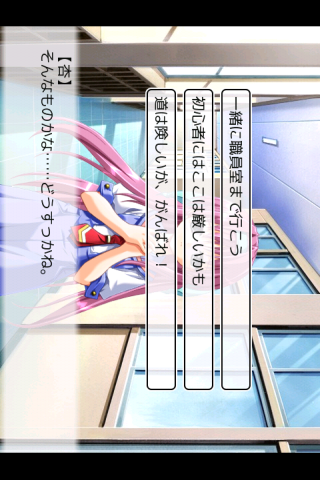 一緒に職員室まで行こう
初心者にはここは厳しいかも
道は険しいが、がんばれ！
【杏】
そんなものかな……どうすっかね。